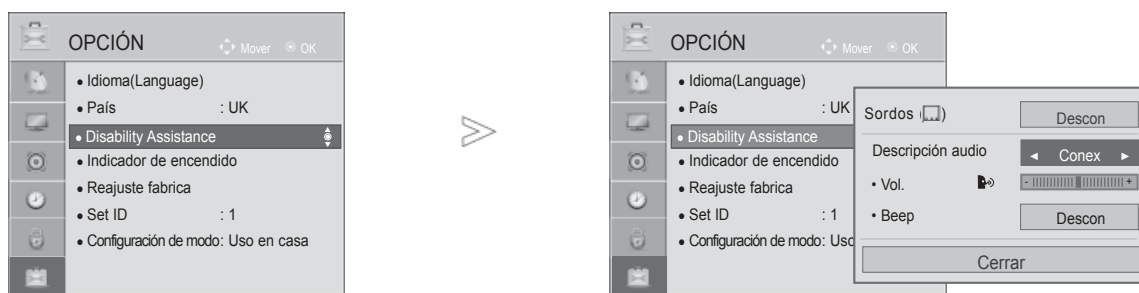 OPCIÓN
Mover OK
• Idioma(Language)
• País : UK
• Disability Assistance
• Indicador de encendido
• Reajuste fabrica
• Set ID : 1
• Configuración de modo: Uso en casa
OPCIÓN
Mover OK
• Idioma(Language)
• País : UK
• Disability Assistance
• Indicador de encendido
• Reajuste fabrica
• Set ID : 1
• Configuración de modo: Uso
Sordos ( ) Descon
Descripción audio ◄ Conex ►
• Vol. - +
• Beep Descon
Cerrar